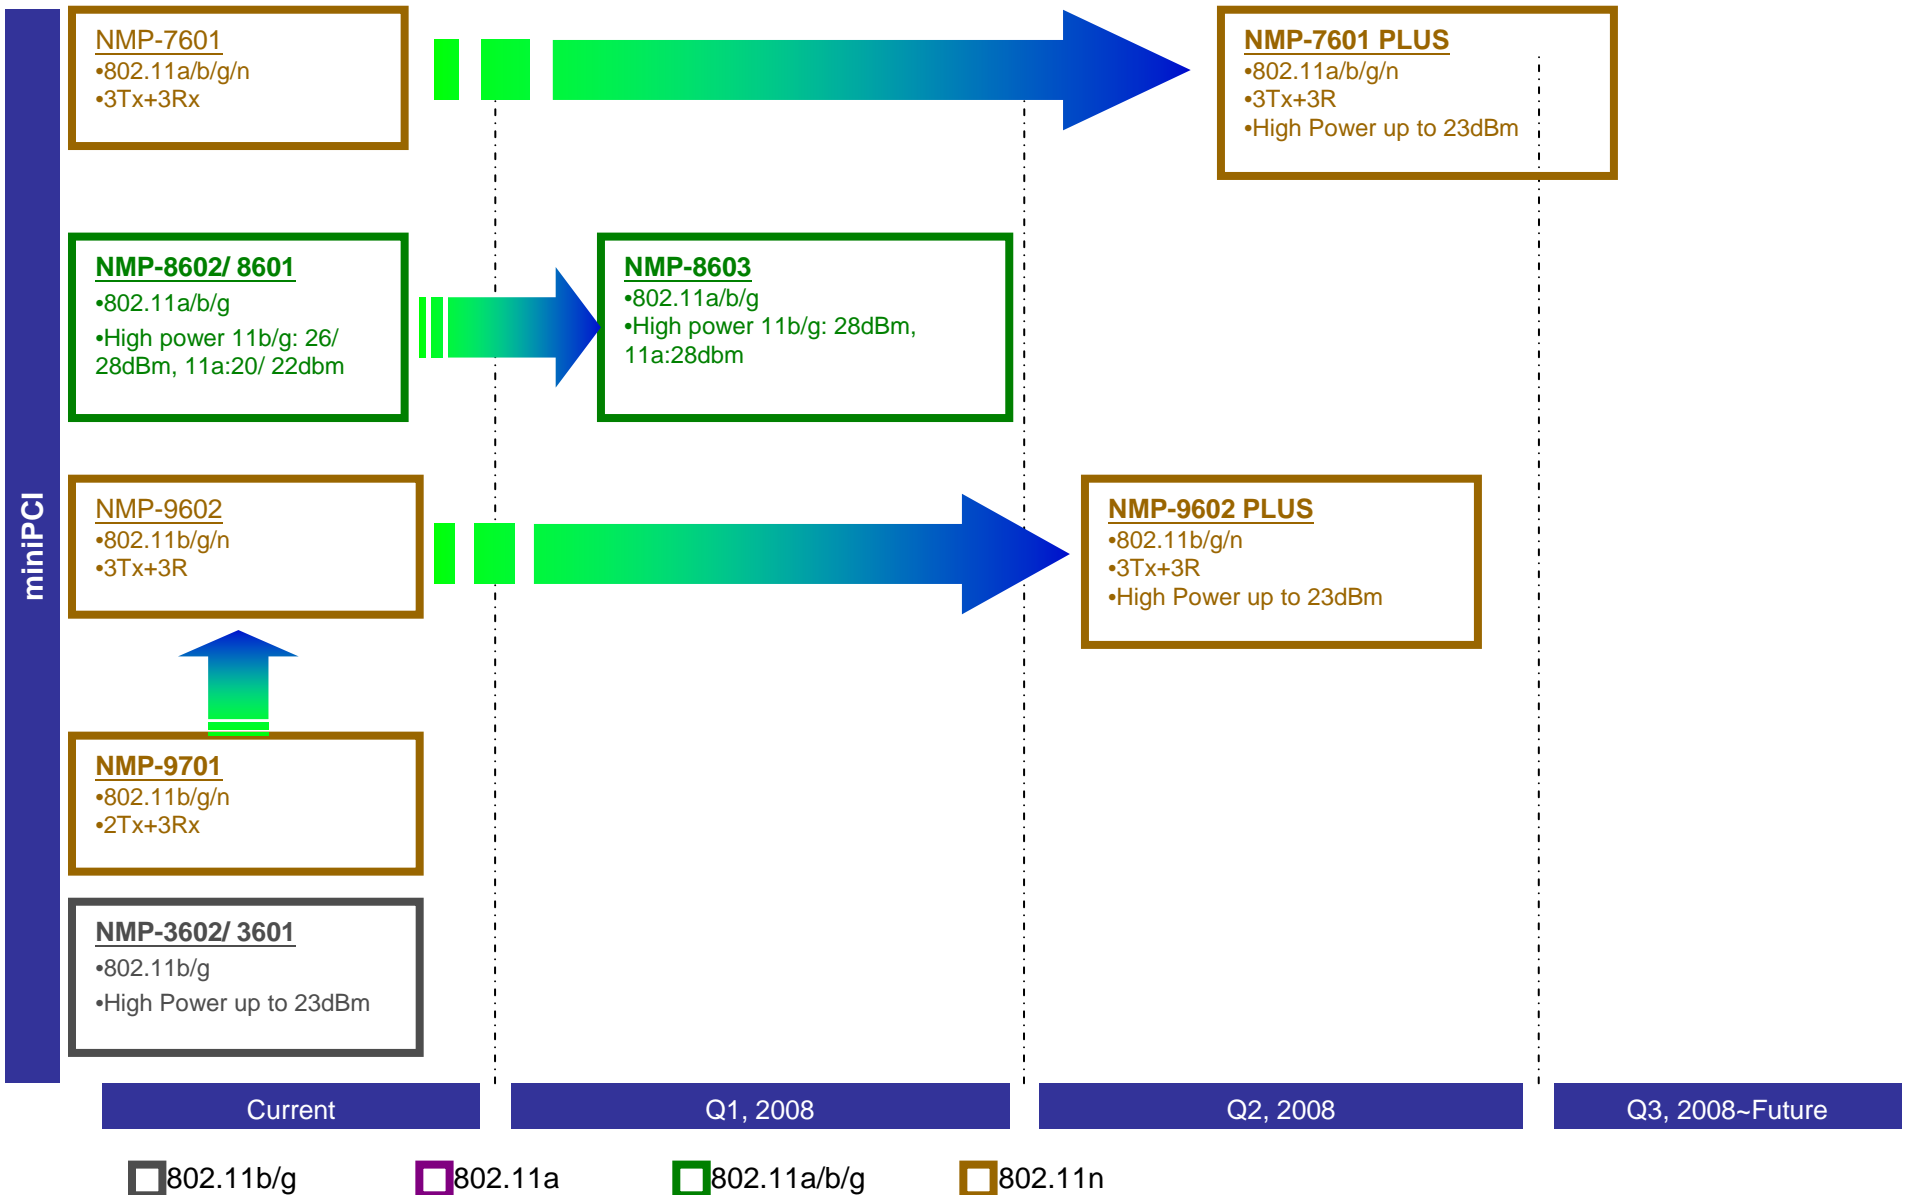 miniPCI
NMP-7601
•802.11a/b/g/n
•3Tx+3Rx
NMP-7601 PLUS
•802.11a/b/g/n
•3Tx+3R
•High Power up to 23dBm
NMP-8602/ 8601
•802.11a/b/g
•High power 11b/g: 26/
28dBm, 11a:20/ 22dbm
NMP-8603
•802.11a/b/g
•High power 11b/g: 28dBm,
11a:28dbm
NMP-9602
•802.11b/g/n
•3Tx+3R
NMP-9602 PLUS
•802.11b/g/n
•3Tx+3R
•High Power up to 23dBm
NMP-9701
•802.11b/g/n
•2Tx+3Rx
NMP-3602/ 3601
•802.11b/g
•High Power up to 23dBm
Current
Q1, 2008
Q2, 2008
Q3, 2008~Future
802.11b/g
802.11a
802.11a/b/g
802.11n